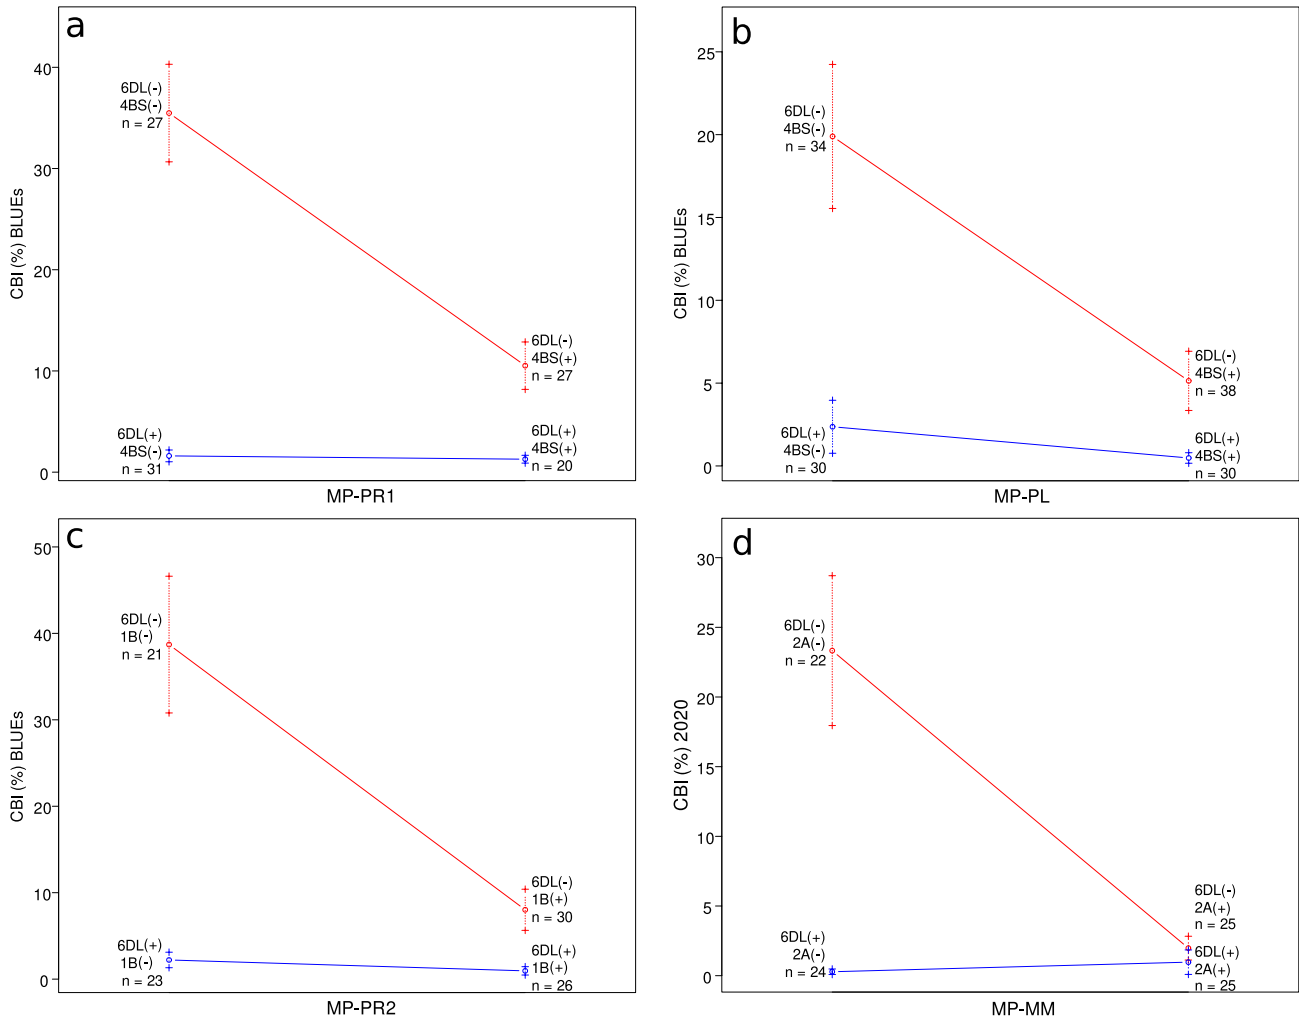 a
CBI (%) BLUEs
40
30
20
10
0
6DL(-)
4BS(-)
n = 27
6DL(-)
4BS(+)
n = 27
6DL(+)
4BS(-)
n = 31
6DL(+)
4BS(+)
n = 20
MP-PR1
b
CBI (%) BLUEs
25
20
15
10
5
0
6DL(-)
4BS(-)
n = 34
6DL(-)
4BS(+)
n = 38
6DL(+)
4BS(-)
n = 30
6DL(+)
4BS(+)
n = 30
MP-PL
c
CBI (%) BLUEs
50
40
30
20
10
0
6DL(-)
1B(-)
n = 21
6DL(-)
1B(+)
n = 30
6DL(+)
1B(-)
n = 23
6DL(+)
1B(+)
n = 26
MP-PR2
d
CBI (%) 2020
30
25
20
15
10
5
0
6DL(-)
2A(-)
n = 22
6DL(-)
2A(+)
n = 25
6DL(+)
2A(-)
n = 24
6DL(+)
2A(+)
n = 25
MP-MM